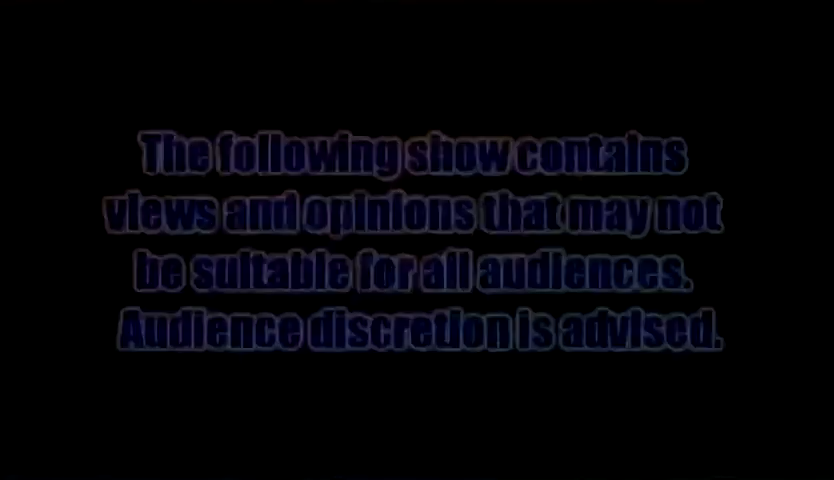 The following show contains
views and opinions that may not
be suitable for all audiences.
Audience discretion is advised.